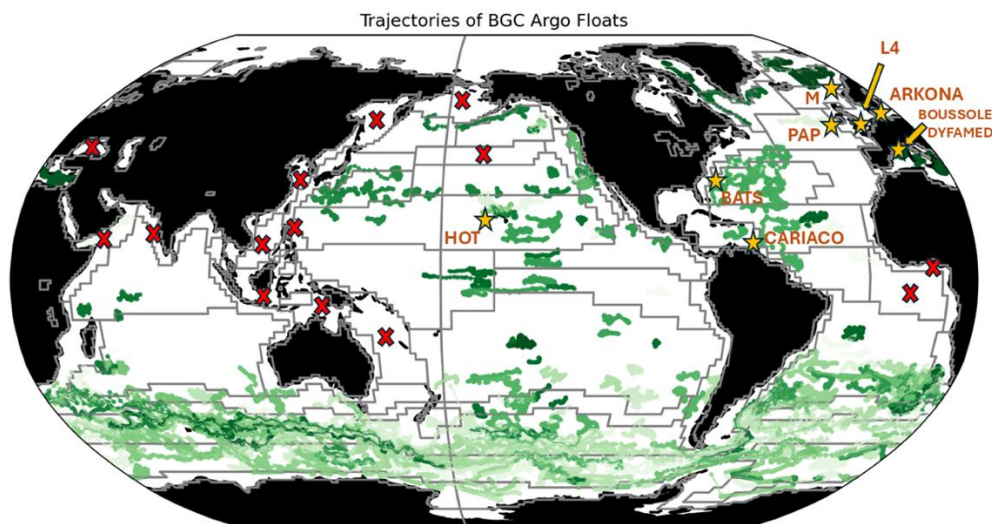 Trajectories of BGC Argo Floats
L4
M
ARKONA
BOUSSOLE
PAP
DYFAMED
BATS
HOT
CARIACO